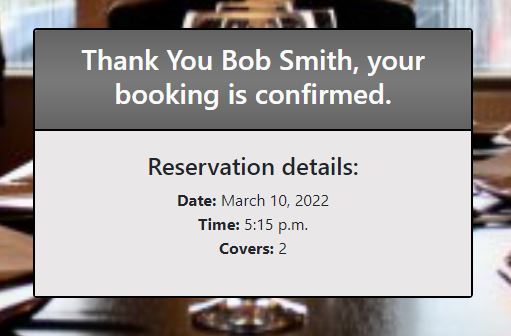 Thank You Bob Smith, your
booking is confirmed.
Reservation details:
Date: March 10, 2022
Time: 5:15 p.m.
Covers: 2